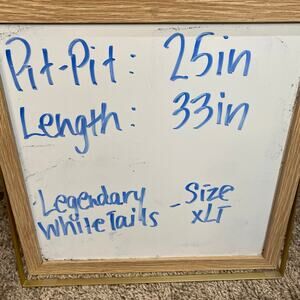 Pit-Pit: 25in
Length: 33in
Legendary - Size
WhiteTails XLT